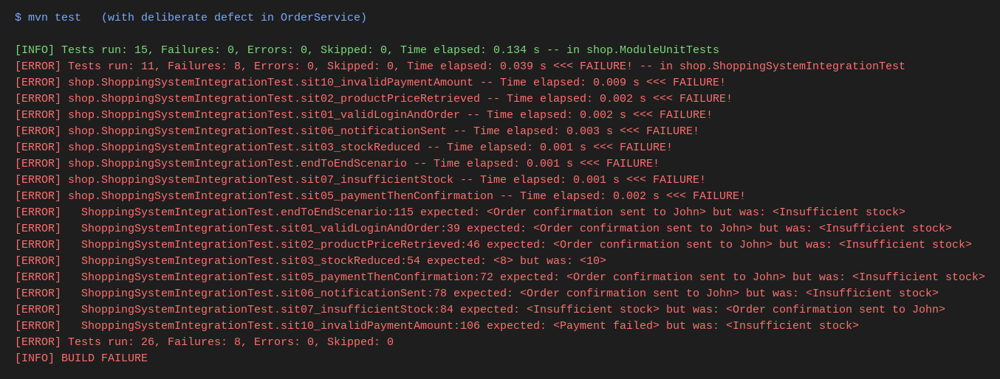 $ mvn test   (with deliberate defect in OrderService)
[INFO] Tests run: 15, Failures: 0, Errors: 0, Skipped: 0, Time elapsed: 0.134 s -- in shop.ModuleUnitTests
[ERROR] Tests run: 11, Failures: 8, Errors: 0, Skipped: 0, Time elapsed: 0.039 s <<< FAILURE! -- in shop.ShoppingSystemIntegrationTest
[ERROR] shop.ShoppingSystemIntegrationTest.sit10_invalidPaymentAmount -- Time elapsed: 0.009 s <<< FAILURE!
[ERROR] shop.ShoppingSystemIntegrationTest.sit02_productPriceRetrieved -- Time elapsed: 0.002 s <<< FAILURE!
[ERROR] shop.ShoppingSystemIntegrationTest.sit01_validLoginAndOrder -- Time elapsed: 0.002 s <<< FAILURE!
[ERROR] shop.ShoppingSystemIntegrationTest.sit06_notificationSent -- Time elapsed: 0.003 s <<< FAILURE!
[ERROR] shop.ShoppingSystemIntegrationTest.sit03_stockReduced -- Time elapsed: 0.001 s <<< FAILURE!
[ERROR] shop.ShoppingSystemIntegrationTest.endToEndScenario -- Time elapsed: 0.001 s <<< FAILURE!
[ERROR] shop.ShoppingSystemIntegrationTest.sit07_insufficientStock -- Time elapsed: 0.001 s <<< FAILURE!
[ERROR] shop.ShoppingSystemIntegrationTest.sit05_paymentThenConfirmation -- Time elapsed: 0.002 s <<< FAILURE!
[ERROR]   ShoppingSystemIntegrationTest.endToEndScenario:115 expected: <Order confirmation sent to John> but was: <Insufficient stock>
[ERROR]   ShoppingSystemIntegrationTest.sit01_validLoginAndOrder:39 expected: <Order confirmation sent to John> but was: <Insufficient stock>
[ERROR]   ShoppingSystemIntegrationTest.sit02_productPriceRetrieved:46 expected: <Order confirmation sent to John> but was: <Insufficient stock>
[ERROR]   ShoppingSystemIntegrationTest.sit03_stockReduced:54 expected: <8> but was: <10>
[ERROR]   ShoppingSystemIntegrationTest.sit05_paymentThenConfirmation:72 expected: <Order confirmation sent to John> but was: <Insufficient stock>
[ERROR]   ShoppingSystemIntegrationTest.sit06_notificationSent:78 expected: <Order confirmation sent to John> but was: <Insufficient stock>
[ERROR]   ShoppingSystemIntegrationTest.sit07_insufficientStock:84 expected: <Insufficient stock> but was: <Order confirmation sent to John>
[ERROR]   ShoppingSystemIntegrationTest.sit10_invalidPaymentAmount:106 expected: <Payment failed> but was: <Insufficient stock>
[ERROR] Tests run: 26, Failures: 8, Errors: 0, Skipped: 0
[INFO] BUILD FAILURE